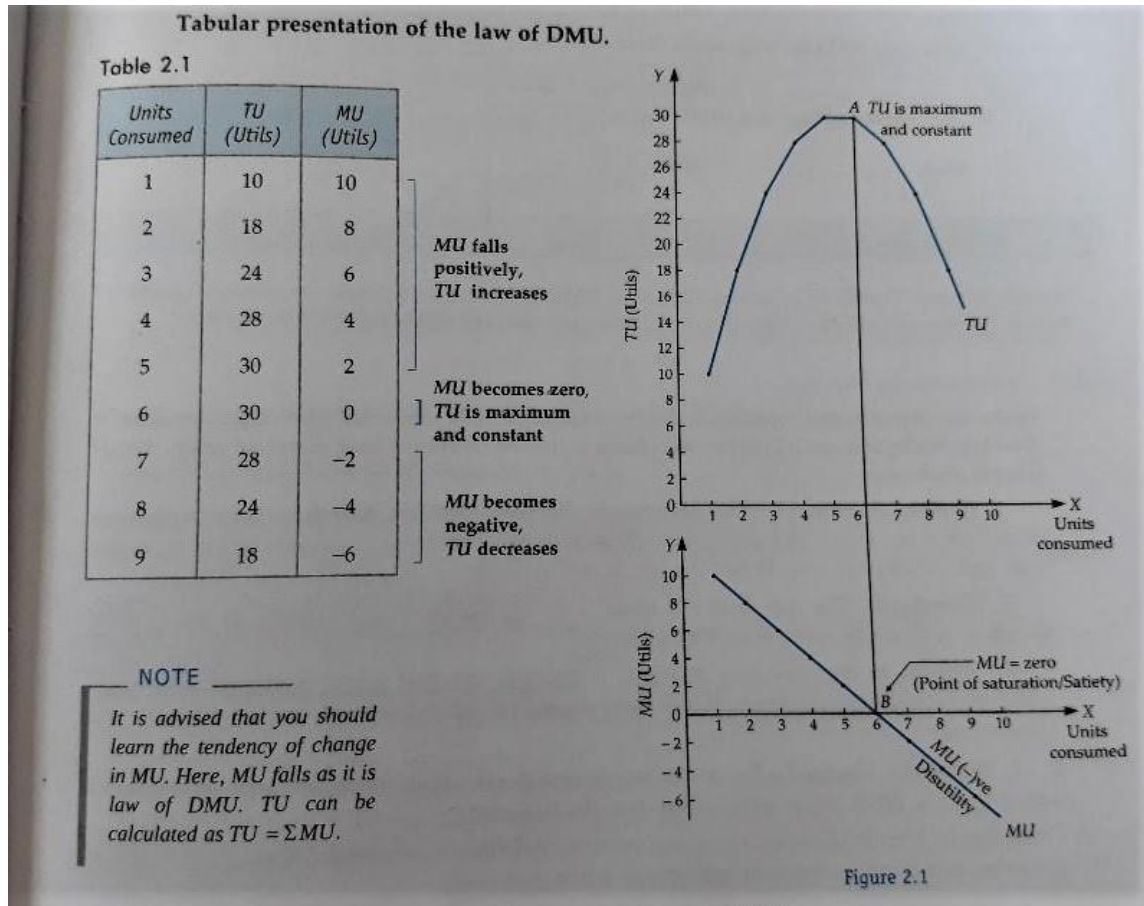 Tabular presentation of the law of DMU.
Table 2.1
Units Consumed TU (Utils) MU (Utils)
1 10 10
2 18 8
3 24 6
4 28 4
5 30 2
6 30 0
7 28 −2
8 24 −4
9 18 −6
MU falls
positively,
TU increases
MU becomes zero,
TU is maximum
and constant
MU becomes
negative,
TU decreases
NOTE
It is advised that you should
learn the tendency of change
in MU. Here, MU falls as it is
law of DMU. TU can be
calculated as TU = ΣMU.
Y
A TU is maximum
and constant
30
28
26
24
22
20
18
16
14
12
10
8
6
4
2
0
TU (Utils)
TU
1 2 3 4 5 6 7 8 9 10
X
Units
consumed
Y
10
8
6
4
2
0
−2
−4
−6
MU (Utils)
MU = zero
(Point of saturation/Satiety)
B
1 2 3 4 5 6 7 8 9 10
X
Units
consumed
MU (-)ve
Disutility
MU
Figure 2.1